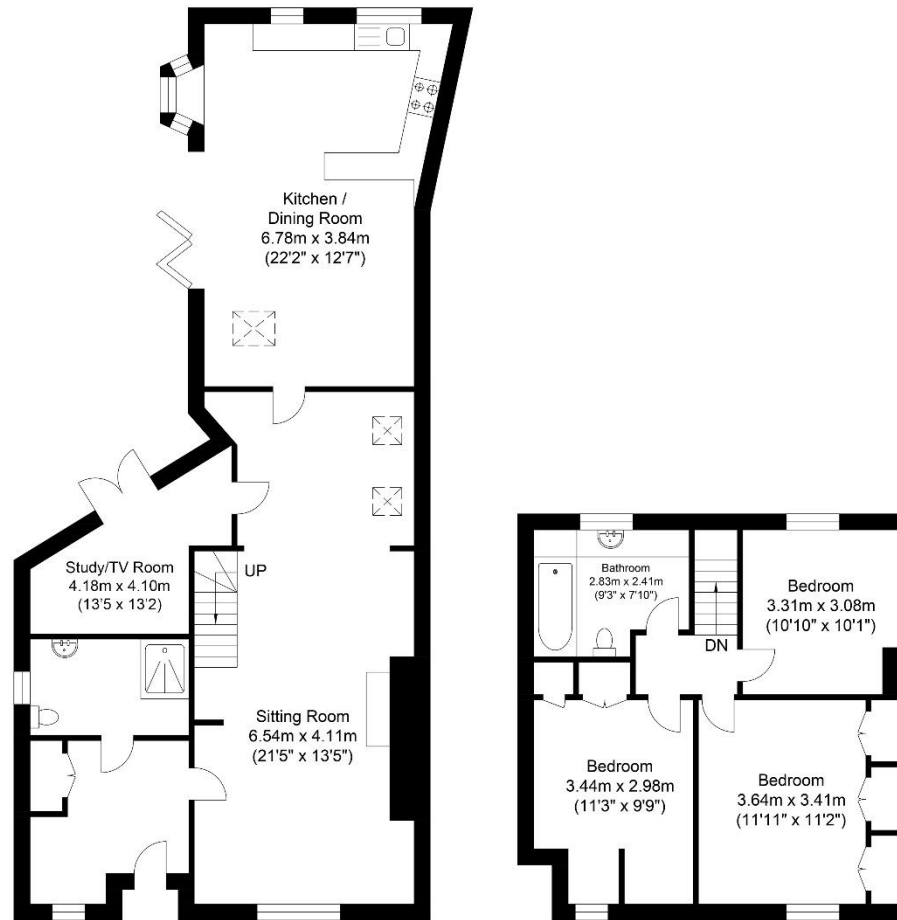 Kitchen /
Dining Room
6.78m x 3.84m
(22'2" x 12'7")
UP
Study/TV Room
4.18m x 4.10m
(13'5 x 13'2)
Sitting Room
6.54m x 4.11m
(21'5" x 13'5")
Bathroom
2.83m x 2.41m
(9'3" x 7'10")
DN
Bedroom
3.31m x 3.08m
(10'10" x 10'1")
Bedroom
3.44m x 2.98m
(11'3" x 9'9")
Bedroom
3.64m x 3.41m
(11'11" x 11'2")